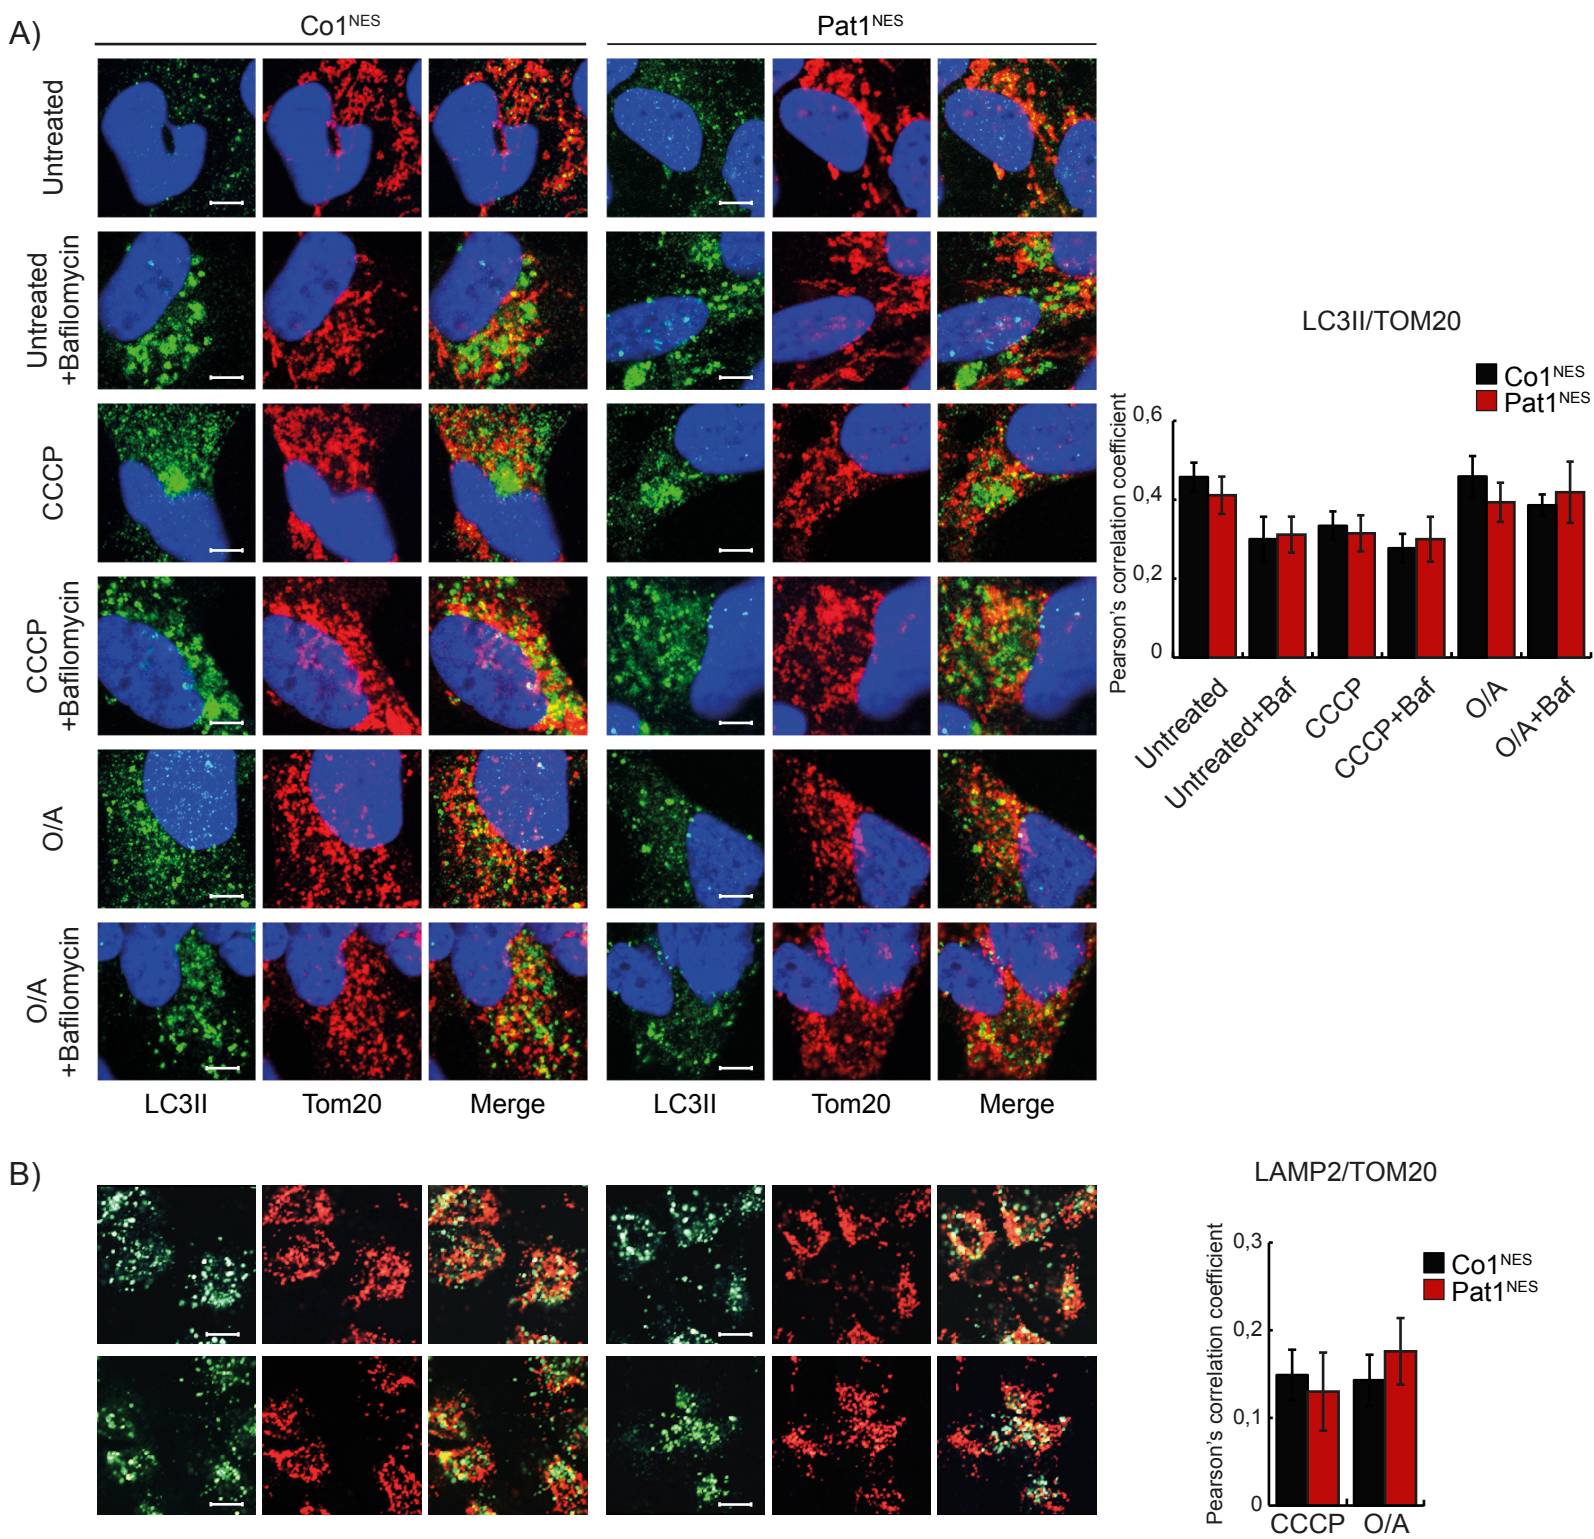 A)
Co1NES
Pat1NES
Untreated
Untreated
+Bafilomycin
CCCP
CCCP
+Bafilomycin
O/A
O/A
+Bafilomycin
LC3II
Tom20
Merge
LC3II
Tom20
Merge
LC3II/TOM20
Co1NES
Pat1NES
Pearson's correlation coefficient
0,6
0,4
0,2
0
Untreated
Untreated+Baf
CCCP
CCCP+Baf
O/A
O/A+Baf
B)
LAMP2/TOM20
Co1NES
Pat1NES
Pearson's correlation coefficient
0,3
0,2
0,1
0
CCCP
O/A